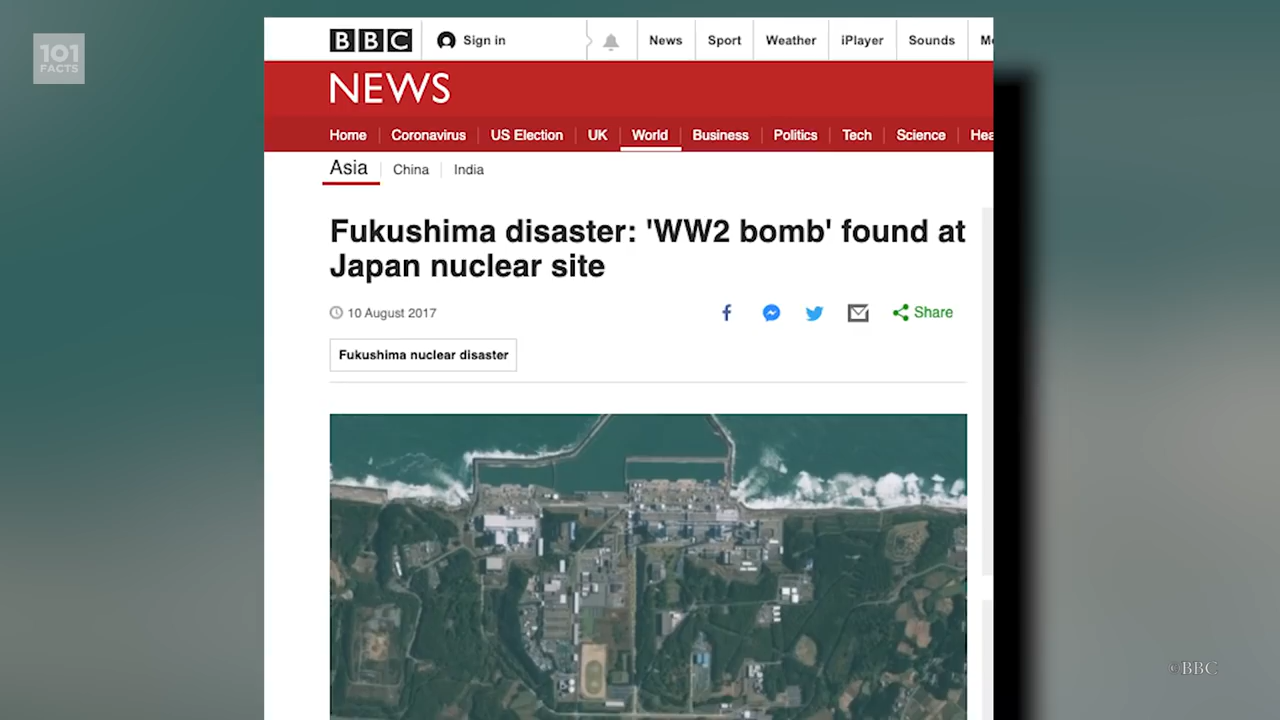 101
FACTS
BBC
Sign in
News
Sport
Weather
iPlayer
Sounds
NEWS
Home
Coronavirus
US Election
UK
World
Business
Politics
Tech
Science
Asia
China
India
Fukushima disaster: 'WW2 bomb' found at
Japan nuclear site
10 August 2017
Share
Fukushima nuclear disaster
©BBC